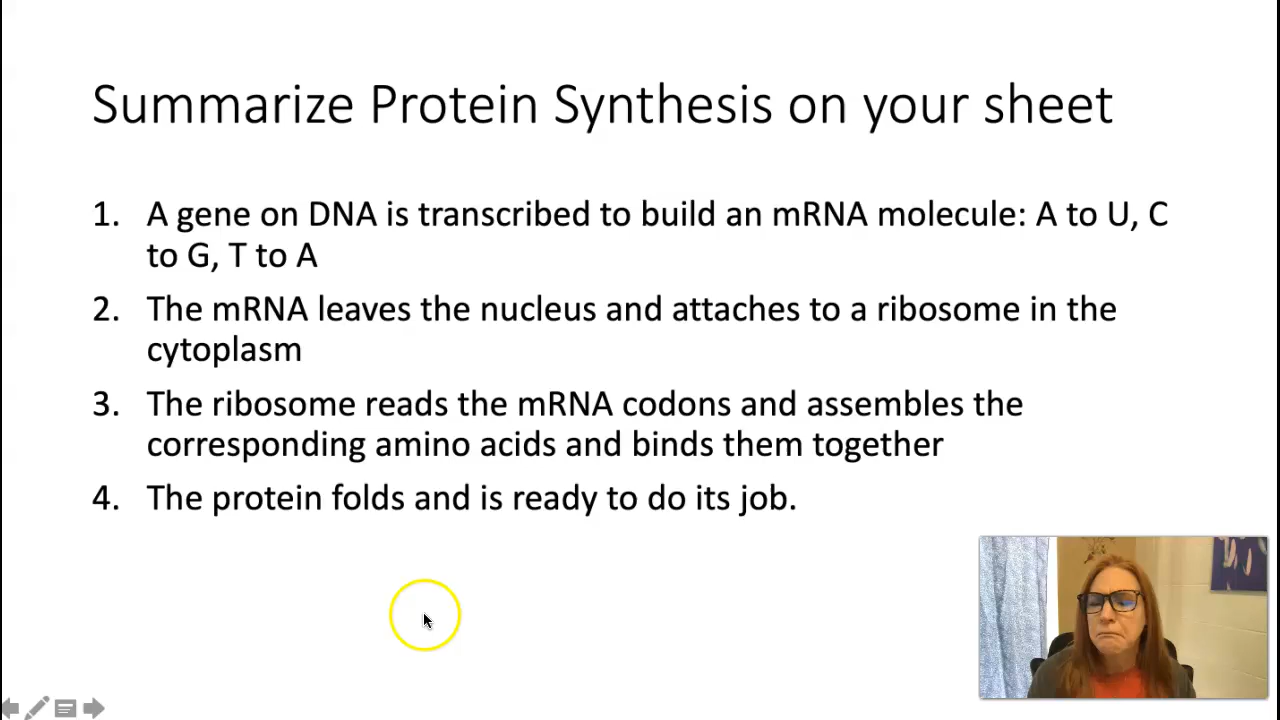 Summarize Protein Synthesis on your sheet
1. A gene on DNA is transcribed to build an mRNA molecule: A to U, C
to G, T to A
2. The mRNA leaves the nucleus and attaches to a ribosome in the
cytoplasm
3. The ribosome reads the mRNA codons and assembles the
corresponding amino acids and binds them together
4. The protein folds and is ready to do its job.